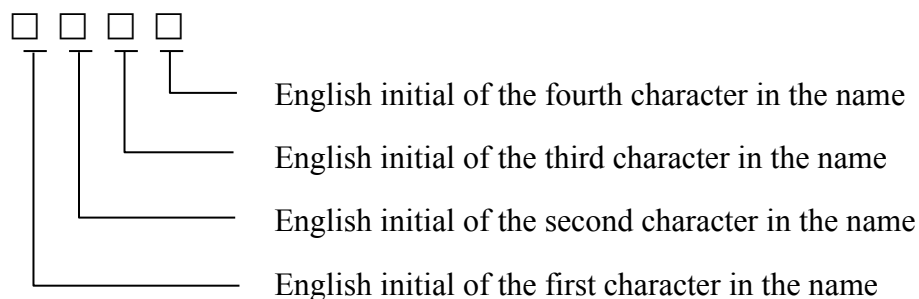 English initial of the fourth character in the name
English initial of the third character in the name
English initial of the second character in the name
English initial of the first character in the name